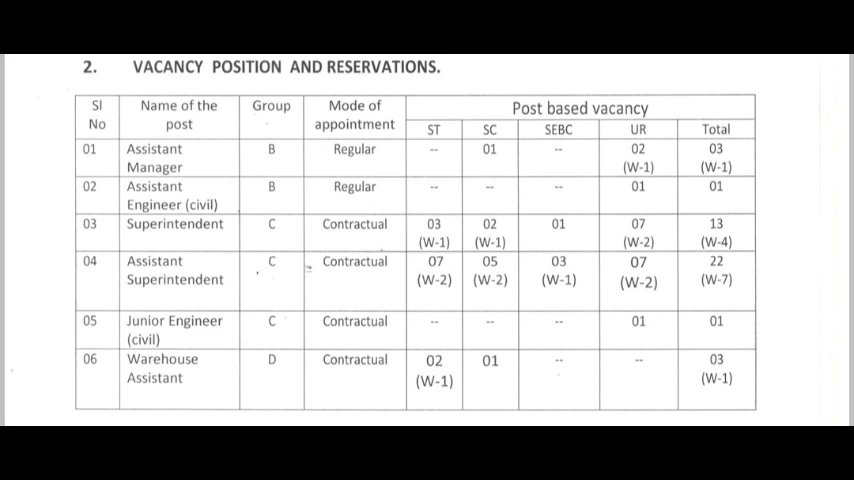 2. VACANCY POSITION AND RESERVATIONS.
Sl No | Name of the post | Group | Mode of appointment | Post based vacancy
ST | SC | SEBC | UR | Total
01 | Assistant Manager | B | Regular | -- | 01 | -- | 02 (W-1) | 03 (W-1)
02 | Assistant Engineer (civil) | B | Regular | -- | -- | -- | 01 | 01
03 | Superintendent | C | Contractual | 03 (W-1) | 02 (W-1) | 01 | 07 (W-2) | 13 (W-4)
04 | Assistant Superintendent | C | Contractual | 07 (W-2) | 05 (W-2) | 03 (W-1) | 07 (W-2) | 22 (W-7)
05 | Junior Engineer (civil) | C | Contractual | -- | -- | -- | 01 | 01
06 | Warehouse Assistant | D | Contractual | 02 (W-1) | 01 | -- | -- | 03 (W-1)